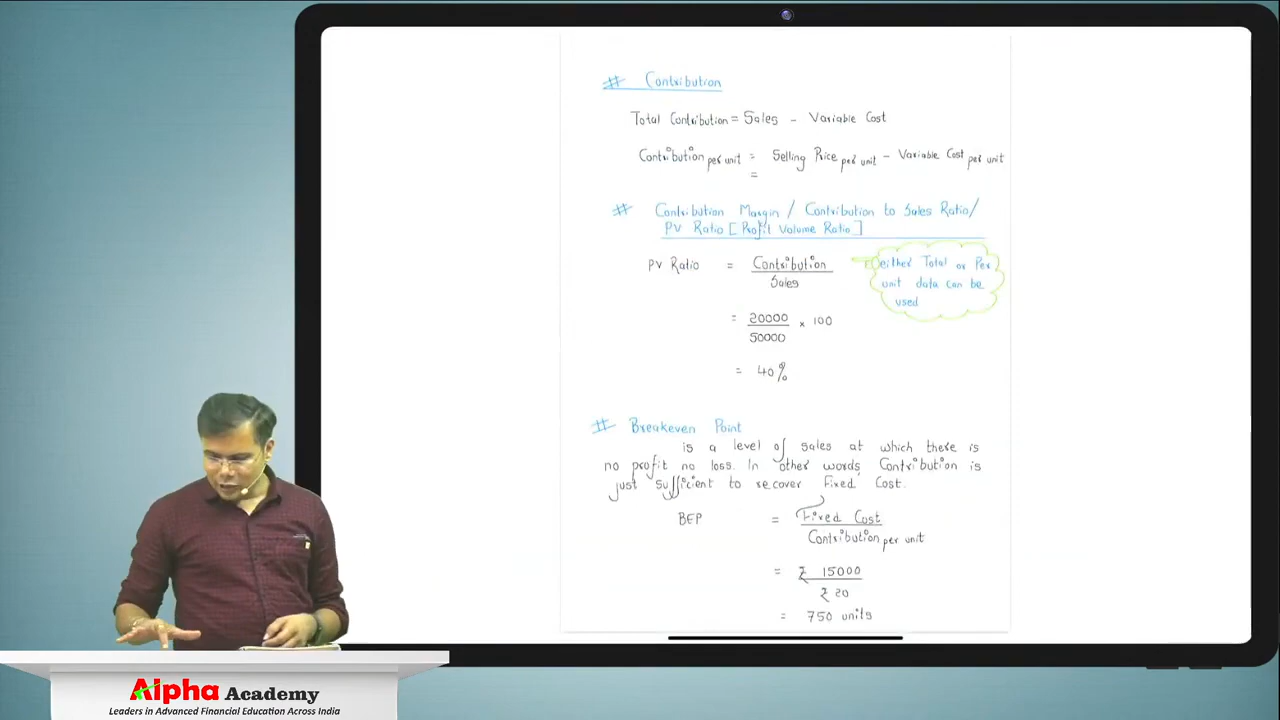 # Contribution
Total Contribution = Sales - Variable Cost
Contribution per unit = Selling Price per unit - Variable Cost per unit
=
# Contribution Margin / Contribution to Sales Ratio/
PV Ratio [Profit Volume Ratio]
PV Ratio = Contribution
Sales
either Total or Per
unit data can be
used
= 20000 × 100
50000
= 40%
# Breakeven Point
is a level of sales at which there is
no profit no loss. In other words, Contribution is
just sufficient to recover Fixed Cost.
BEP = Fixed Cost
Contribution per unit
= ₹ 15000
₹ 20
= 750 units
Alpha Academy
Leaders in Advanced Financial Education Across India